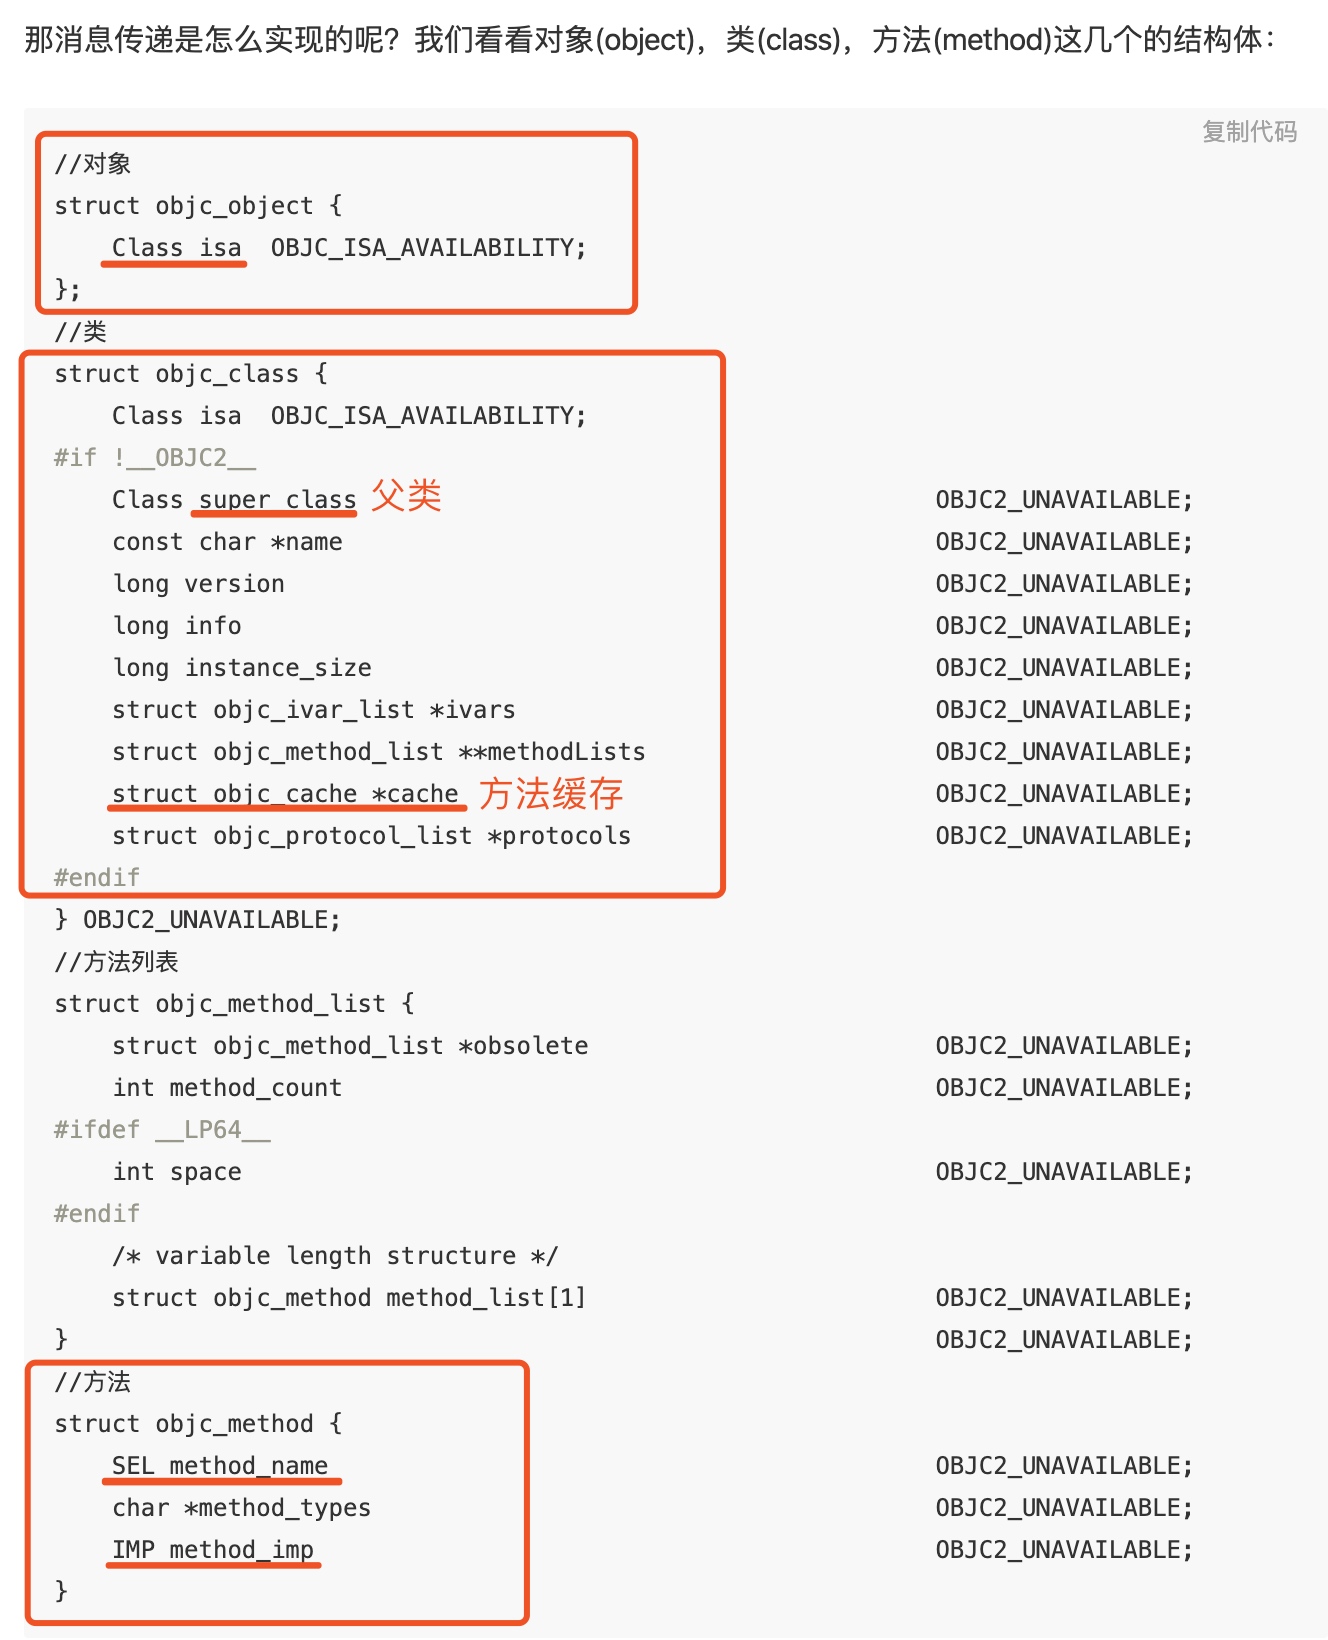 那消息传递是怎么实现的呢？我们看看对象(object)，类(class)，方法(method)这几个的结构体：
复制代码
//对象
struct objc_object {
    Class isa  OBJC_ISA_AVAILABILITY;
};
//类
struct objc_class {
    Class isa  OBJC_ISA_AVAILABILITY;
#if !__OBJC2__
    Class super_class 父类 OBJC2_UNAVAILABLE;
    const char *name OBJC2_UNAVAILABLE;
    long version OBJC2_UNAVAILABLE;
    long info OBJC2_UNAVAILABLE;
    long instance_size OBJC2_UNAVAILABLE;
    struct objc_ivar_list *ivars OBJC2_UNAVAILABLE;
    struct objc_method_list **methodLists OBJC2_UNAVAILABLE;
    struct objc_cache *cache 方法缓存 OBJC2_UNAVAILABLE;
    struct objc_protocol_list *protocols OBJC2_UNAVAILABLE;
#endif
} OBJC2_UNAVAILABLE;
//方法列表
struct objc_method_list {
    struct objc_method_list *obsolete OBJC2_UNAVAILABLE;
    int method_count OBJC2_UNAVAILABLE;
#ifdef __LP64__
    int space OBJC2_UNAVAILABLE;
#endif
    /* variable length structure */
    struct objc_method method_list[1] OBJC2_UNAVAILABLE;
} OBJC2_UNAVAILABLE;
//方法
struct objc_method {
    SEL method_name OBJC2_UNAVAILABLE;
    char *method_types OBJC2_UNAVAILABLE;
    IMP method_imp OBJC2_UNAVAILABLE;
}